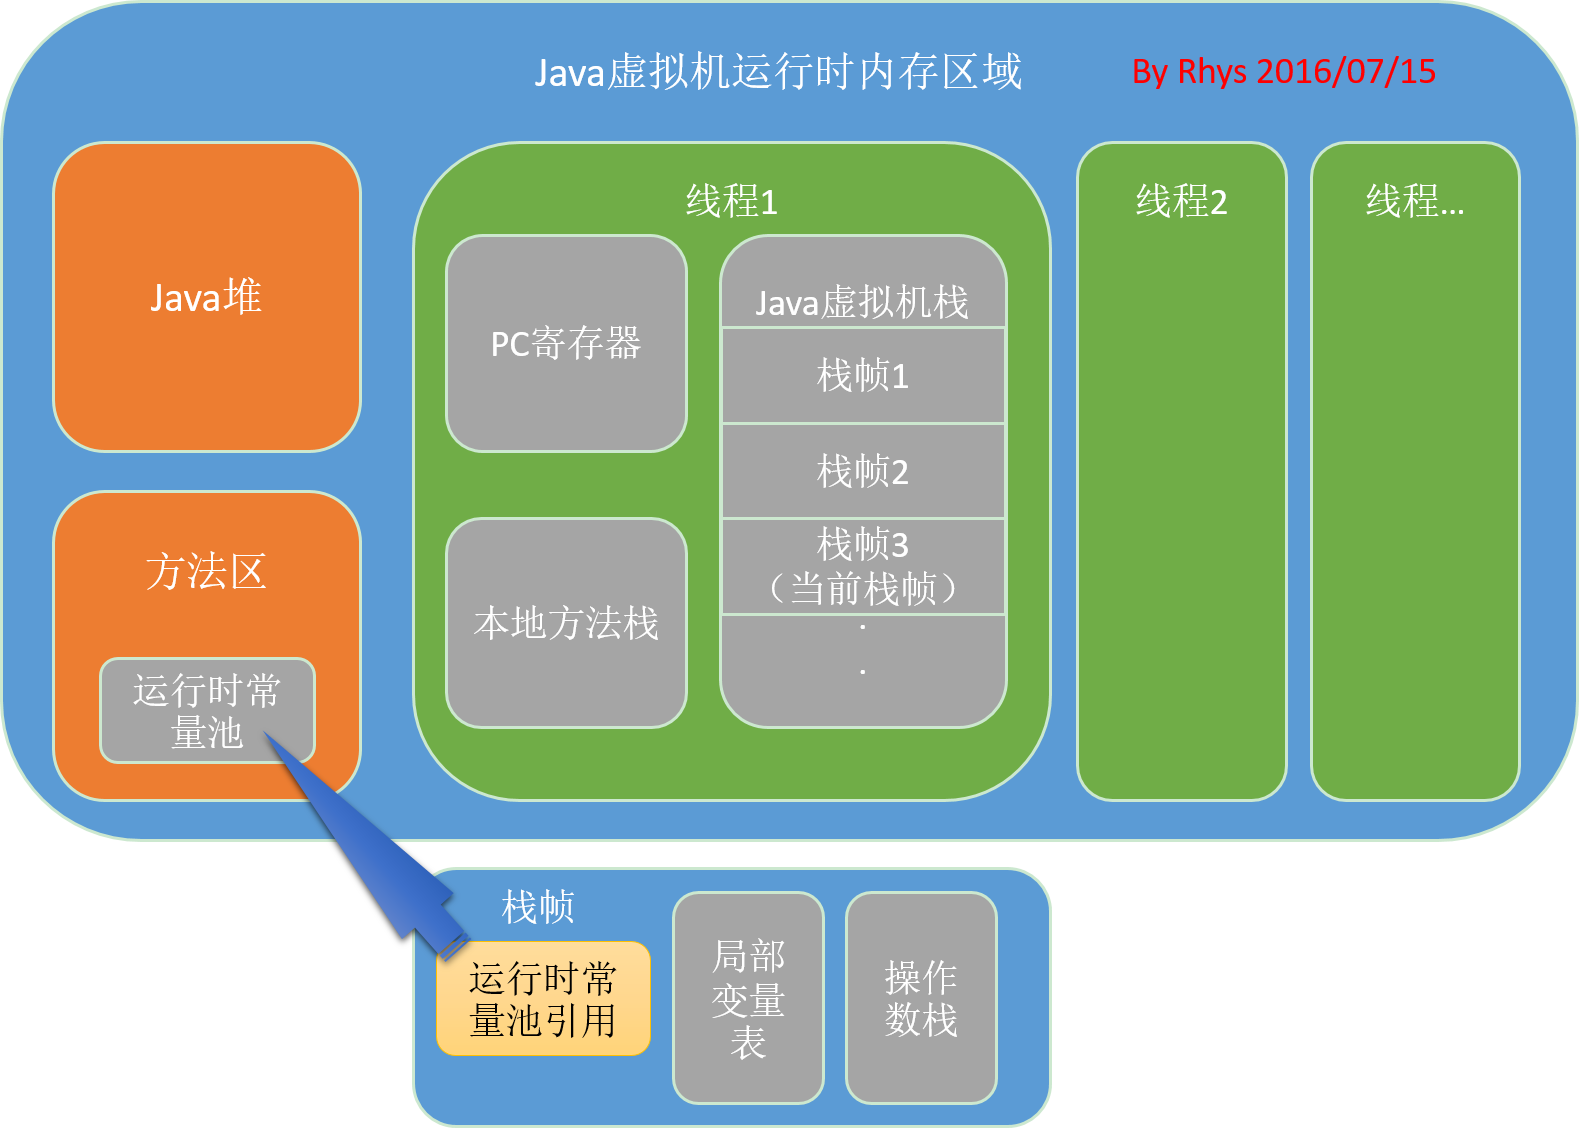 Java虚拟机运行时内存区域
By Rhys 2016/07/15
Java堆
方法区
运行时常
量池
线程1
PC寄存器
本地方法栈
Java虚拟机栈
栈帧1
栈帧2
栈帧3
（当前栈帧）
.
.
线程2
线程...
栈帧
运行时常
量池引用
局部
变量
表
操作
数栈